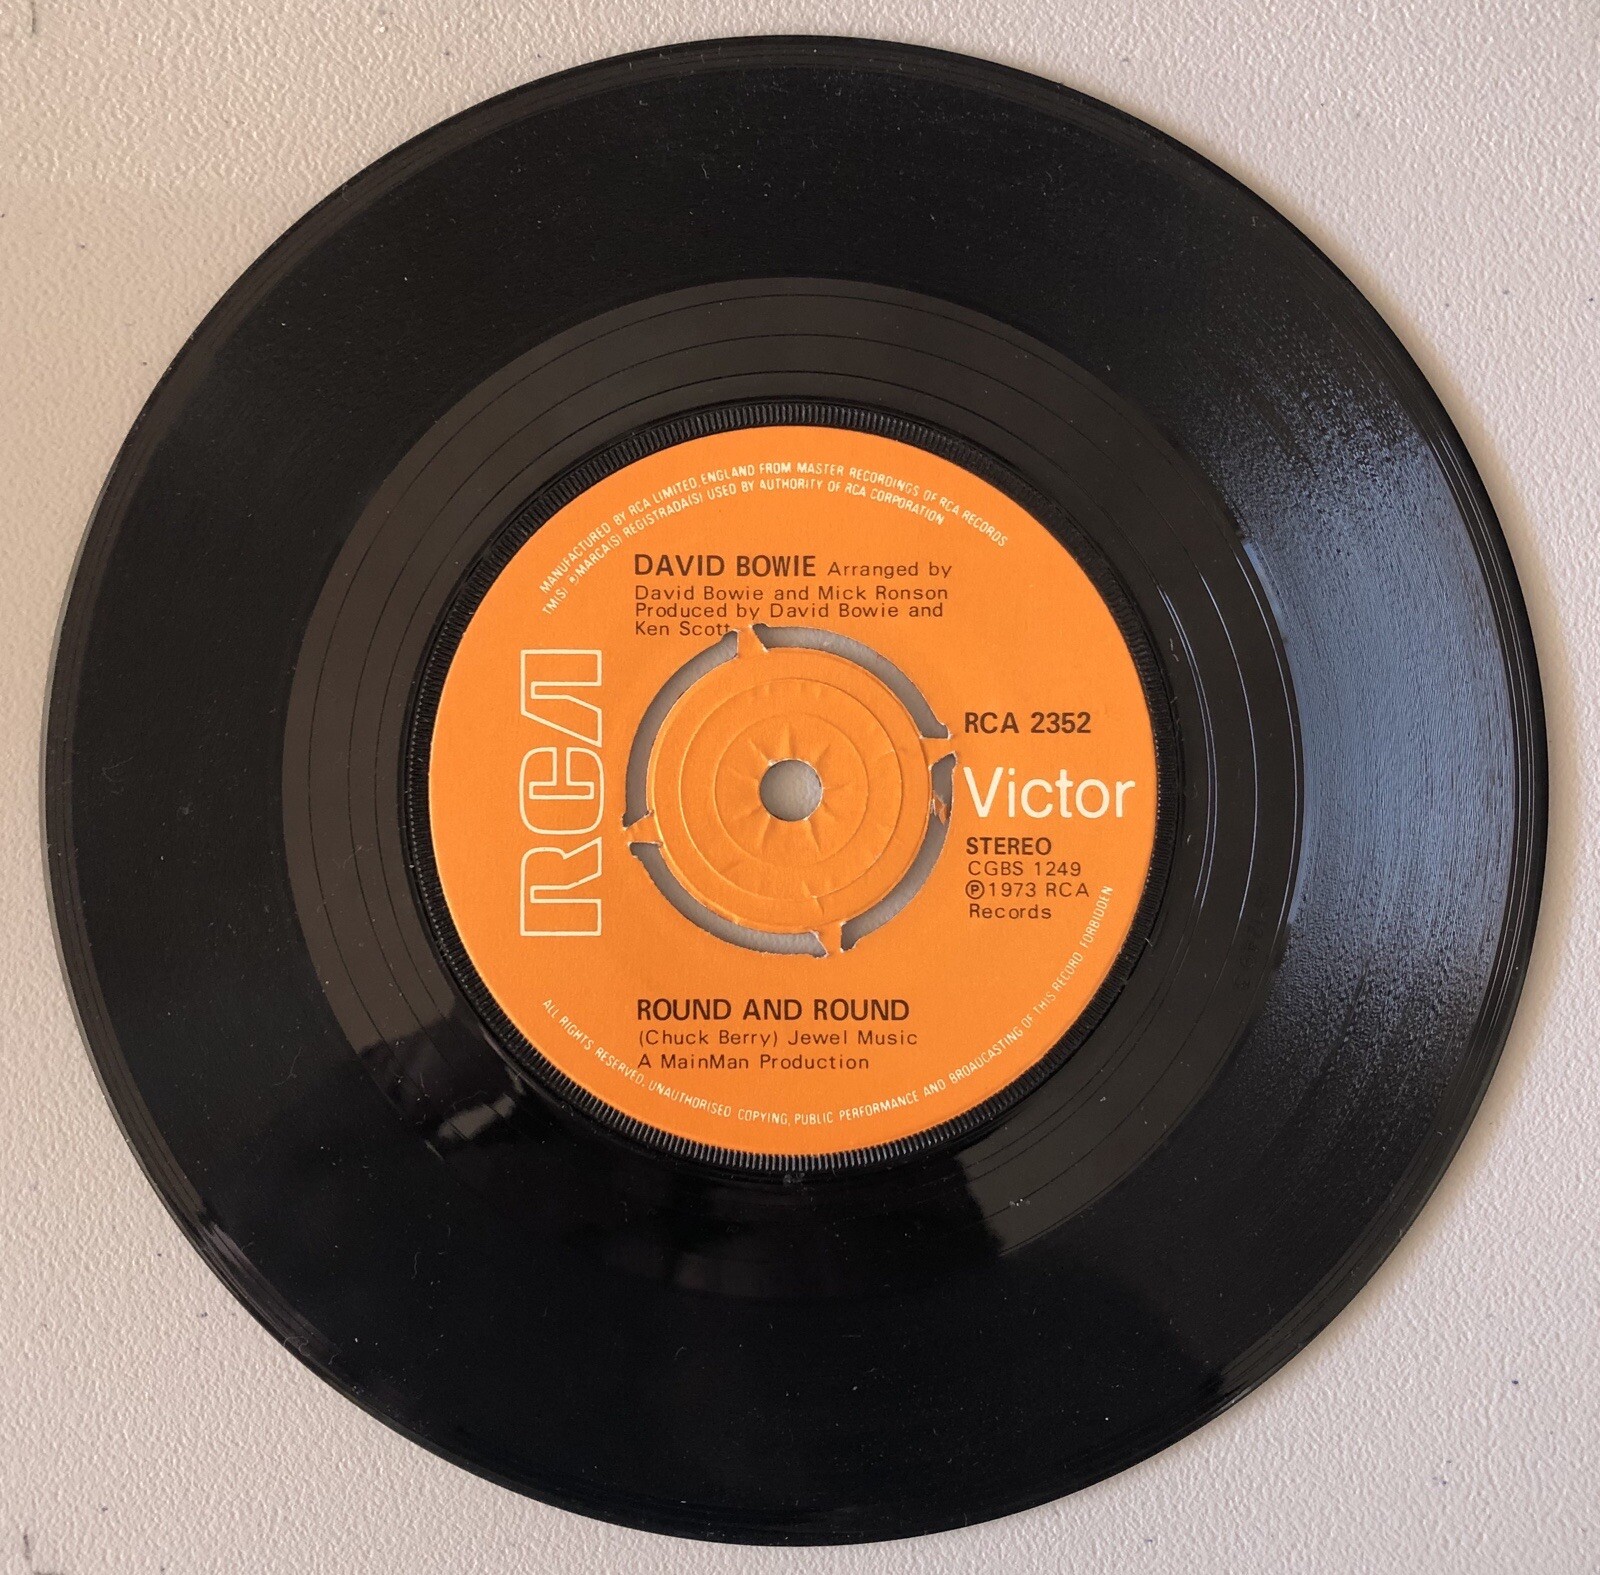 MANUFACTURED BY RCA LIMITED, ENGLAND FROM MASTER RECORDINGS OF RCA RECORDS
TM(S) ® MARCA(S) REGISTRADA(S) USED BY AUTHORITY OF RCA CORPORATION
DAVID BOWIE Arranged by
David Bowie and Mick Ronson
Produced by David Bowie and
Ken Scott
RCA
RCA 2352
Victor
STEREO
CGBS 1249
℗1973 RCA
Records
ROUND AND ROUND
(Chuck Berry) Jewel Music
A MainMan Production
ALL RIGHTS RESERVED, UNAUTHORISED COPYING, PUBLIC PERFORMANCE AND BROADCASTING OF THIS RECORD FORBIDDEN